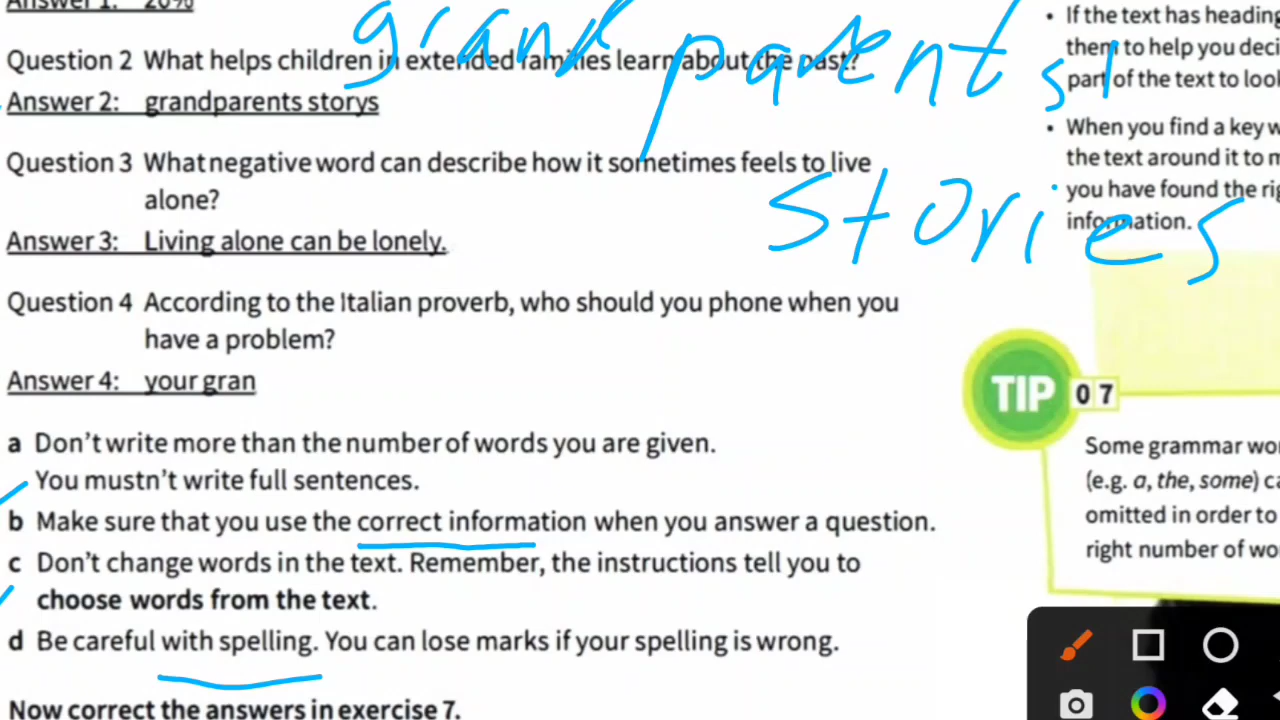 Answer 1: 20%
Question 2 What helps children in extended families learn about the past?
Answer 2: grandparents storys
Question 3 What negative word can describe how it sometimes feels to live
alone?
Answer 3: Living alone can be lonely.
Question 4 According to the Italian proverb, who should you phone when you
have a problem?
Answer 4: your gran
a Don't write more than the number of words you are given.
You mustn't write full sentences.
b Make sure that you use the correct information when you answer a question.
c Don't change words in the text. Remember, the instructions tell you to
choose words from the text.
d Be careful with spelling. You can lose marks if your spelling is wrong.
Now correct the answers in exercise 7.
grandparents'
stories
• If the text has heading
them to help you deci
part of the text to look
• When you find a key w
the text around it to m
you have found the rig
information.
TIP 07
Some grammar wo
(e.g. a, the, some) ca
omitted in order to
right number of wo